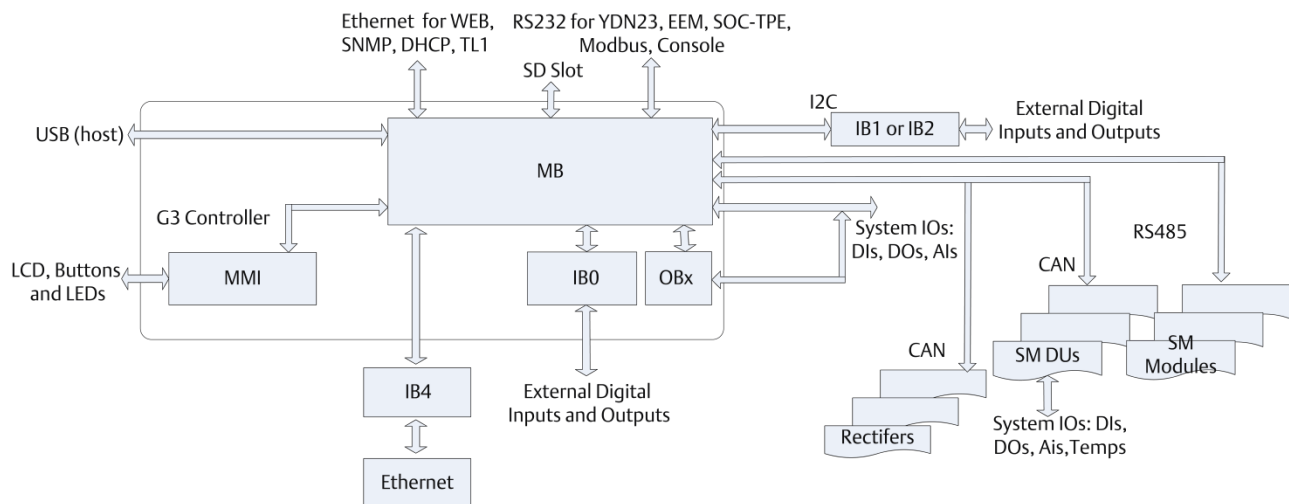 Ethernet for WEB,
SNMP, DHCP, TL1
RS232 for YDN23, EEM, SOC-TPE,
Modbus, Console
SD Slot
I2C
USB (host)
MB
IB1 or IB2
External Digital
Inputs and Outputs
G3 Controller
System IOs:
DIs, DOs, AIs
RS485
LCD, Buttons
and LEDs
MMI
IB0
OBx
CAN
CAN
SM DUs
SM
Modules
IB4
External Digital
Inputs and Outputs
Rectifers
System IOs: DIs,
DOs, Ais,Temps
Ethernet